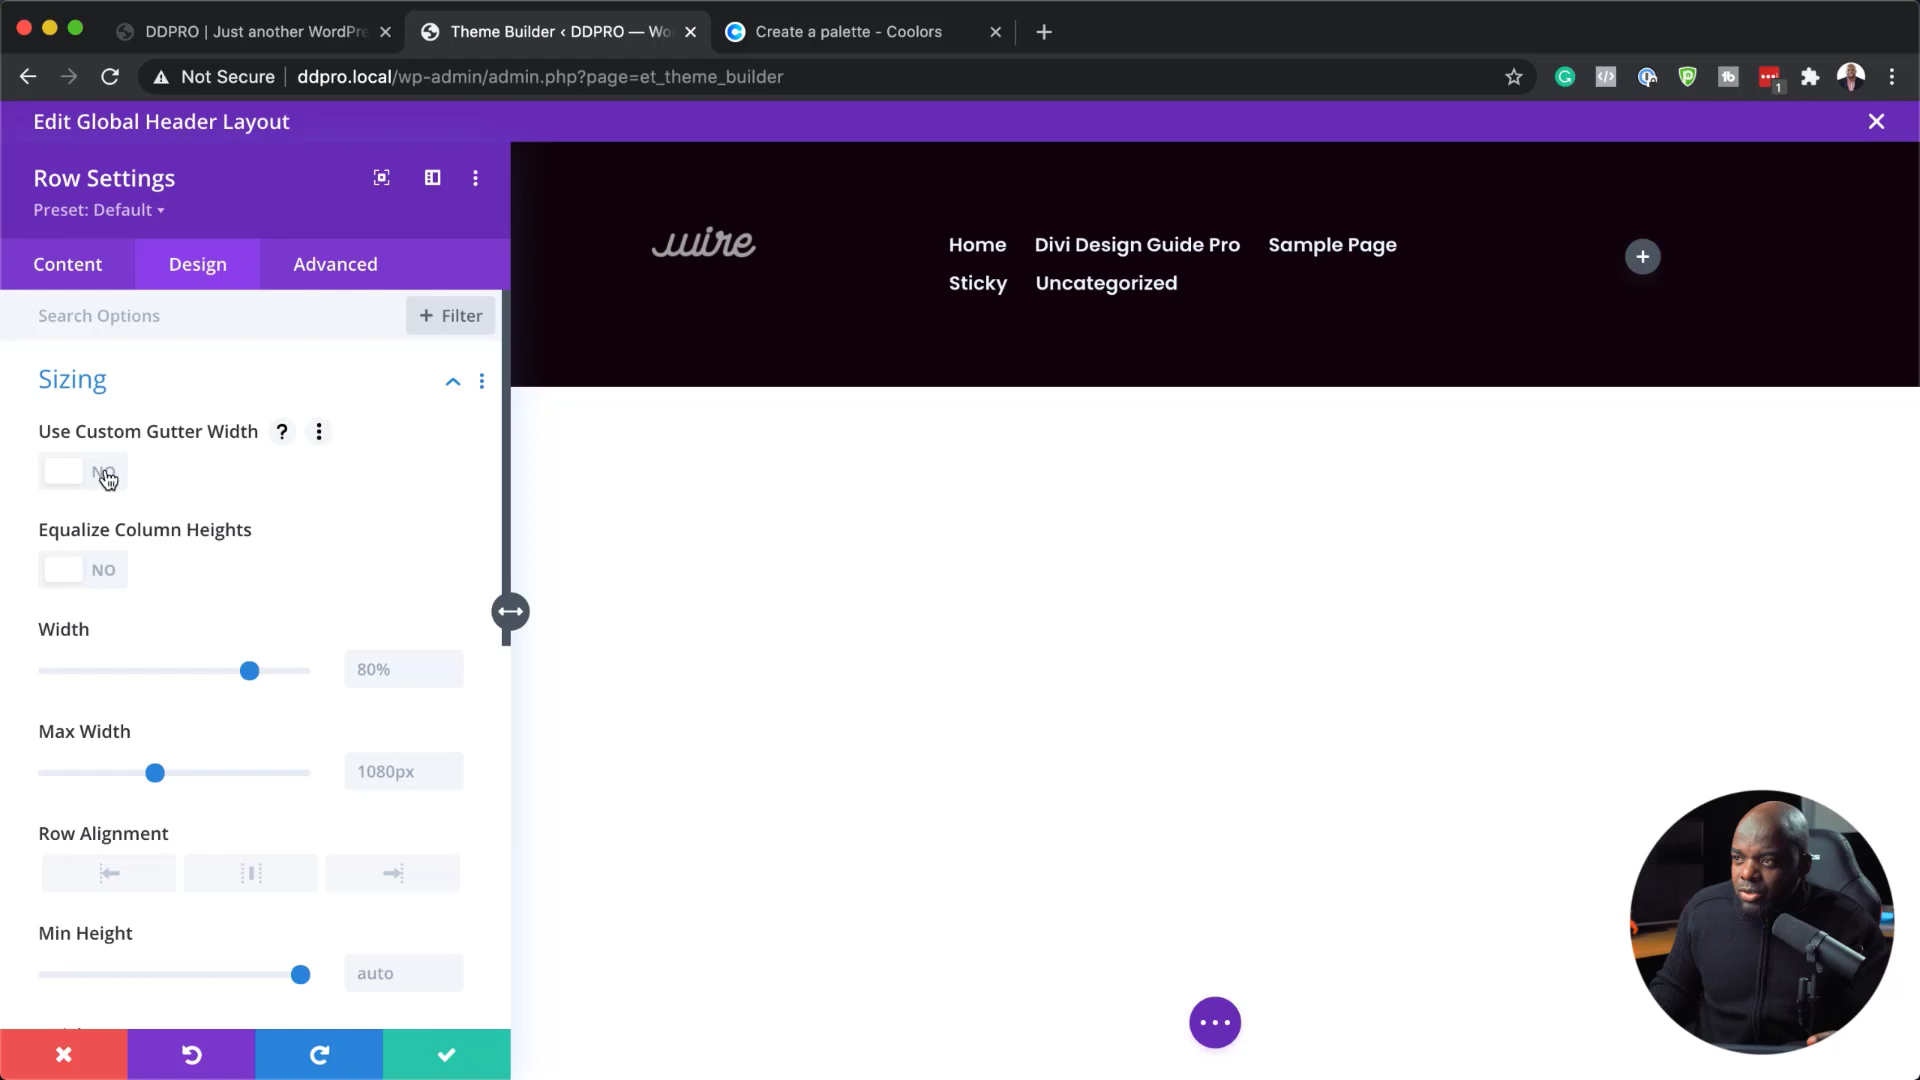 DDPRO | Just another WordPre
Theme Builder ‹ DDPRO — Wo
Create a palette - Coolors
Not Secure
ddpro.local/wp-admin/admin.php?page=et_theme_builder
1
Edit Global Header Layout
Row Settings
Preset: Default
Content
Design
Advanced
Search Options
+ Filter
Sizing
Use Custom Gutter Width ?
NO
Equalize Column Heights
NO
Width
80%
Max Width
1080px
Row Alignment
Min Height
auto
wire
Home Divi Design Guide Pro Sample Page
Sticky Uncategorized